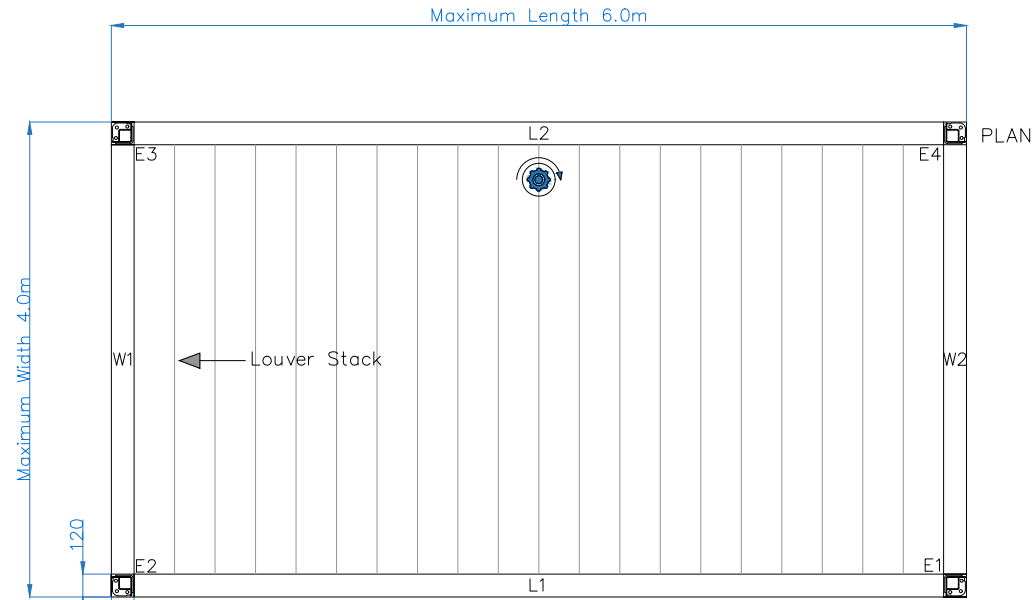 Maximum Length 6.0m
L2
PLAN
E3
E4
Maximum Width 4.0m
W1
Louver Stack
W2
120
E2
E1
L1